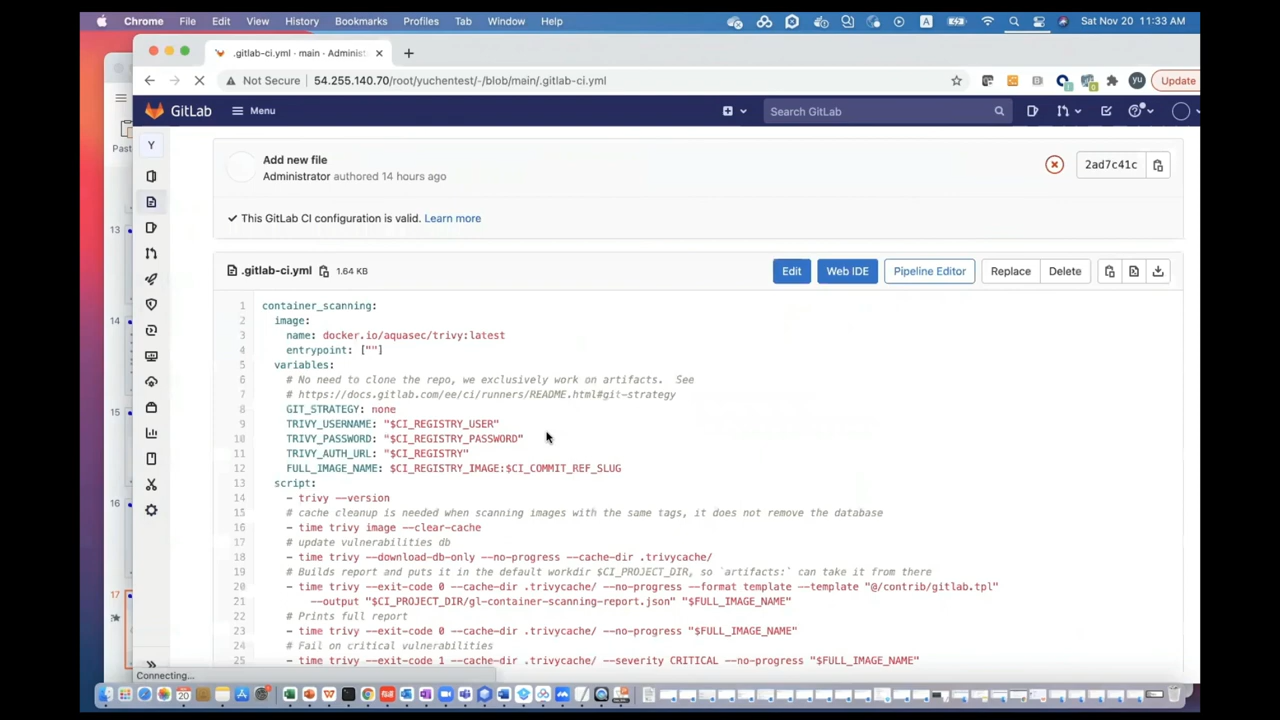 Chrome File Edit View History Bookmarks Profiles Tab Window Help A Sat Nov 20 11:33 AM
.gitlab-ci.yml · main · Adminis
Not Secure 54.255.140.70/root/yuchentest/-/blob/main/.gitlab-ci.yml yu Update
GitLab Menu Search GitLab
Past
Y
Add new file
Administrator authored 14 hours ago
2ad7c41c
This GitLab CI configuration is valid. Learn more
.gitlab-ci.yml 1.64 KB Edit Web IDE Pipeline Editor Replace Delete
1 container_scanning:
2 image:
3 name: docker.io/aquasec/trivy:latest
4 entrypoint: [""]
5 variables:
6 # No need to clone the repo, we exclusively work on artifacts. See
7 # https://docs.gitlab.com/ee/ci/runners/README.html#git-strategy
8 GIT_STRATEGY: none
9 TRIVY_USERNAME: "$CI_REGISTRY_USER"
10 TRIVY_PASSWORD: "$CI_REGISTRY_PASSWORD"
11 TRIVY_AUTH_URL: "$CI_REGISTRY"
12 FULL_IMAGE_NAME: $CI_REGISTRY_IMAGE:$CI_COMMIT_REF_SLUG
13 script:
14 - trivy --version
15 # cache cleanup is needed when scanning images with the same tags, it does not remove the database
16 - time trivy image --clear-cache
17 # update vulnerabilities db
18 - time trivy --download-db-only --no-progress --cache-dir .trivycache/
19 # Builds report and puts it in the default workdir $CI_PROJECT_DIR, so `artifacts:` can take it from there
20 - time trivy --exit-code 0 --cache-dir .trivycache/ --no-progress --format template --template "@/contrib/gitlab.tpl"
21 --output "$CI_PROJECT_DIR/gl-container-scanning-report.json" "$FULL_IMAGE_NAME"
22 # Prints full report
23 - time trivy --exit-code 0 --cache-dir .trivycache/ --no-progress "$FULL_IMAGE_NAME"
24 # Fail on critical vulnerabilities
25 - time trivy --exit-code 1 --cache-dir .trivycache/ --severity CRITICAL --no-progress "$FULL_IMAGE_NAME"
13
14
15
16
17
Connecting...